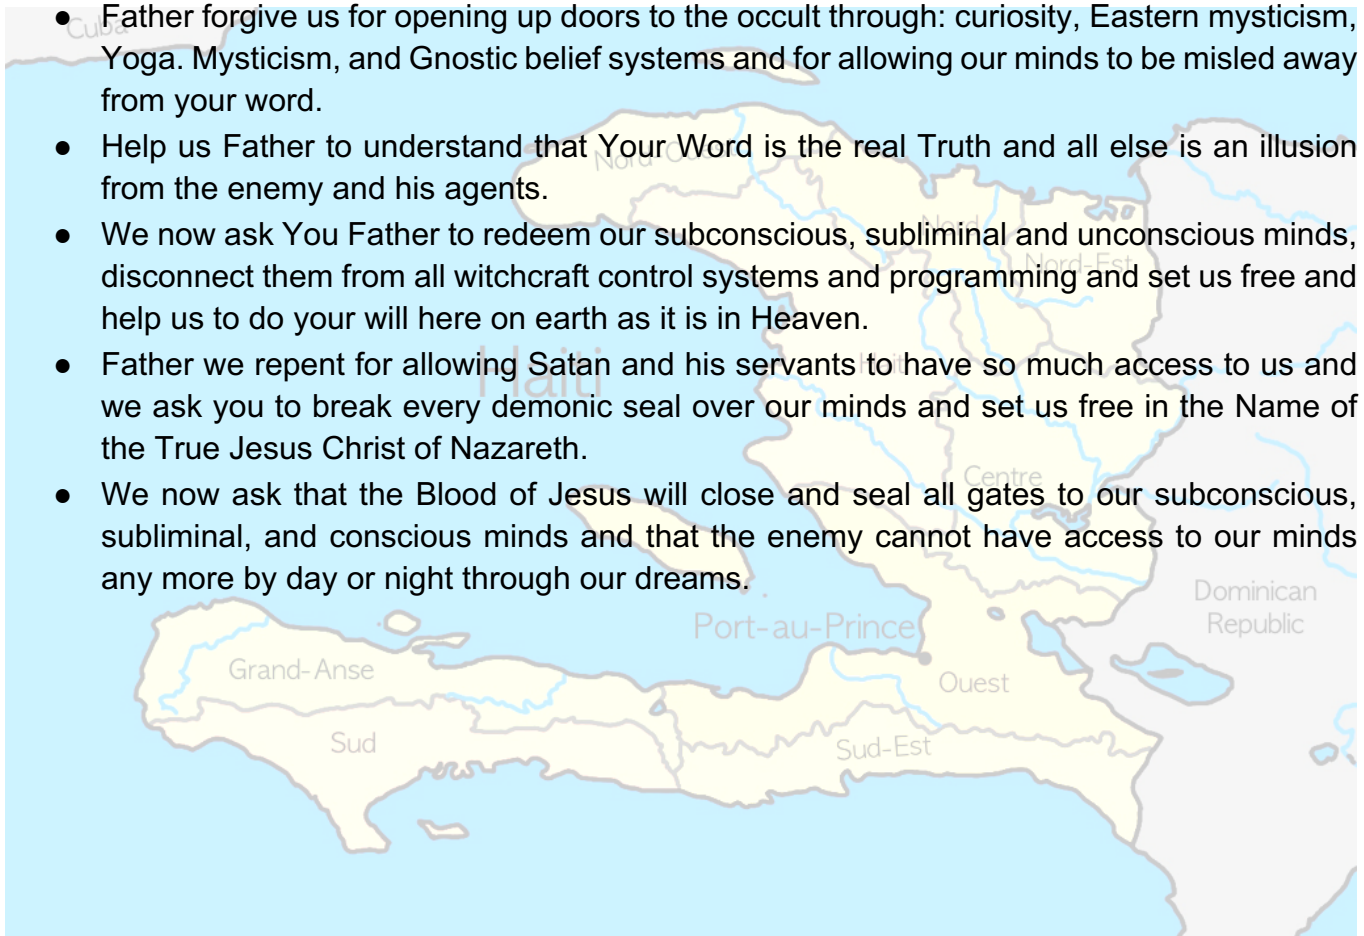 ● Father forgive us for opening up doors to the occult through: curiosity, Eastern mysticism,
Yoga. Mysticism, and Gnostic belief systems and for allowing our minds to be misled away
from your word.
● Help us Father to understand that Your Word is the real Truth and all else is an illusion
from the enemy and his agents.
● We now ask You Father to redeem our subconscious, subliminal and unconscious minds,
disconnect them from all witchcraft control systems and programming and set us free and
help us to do your will here on earth as it is in Heaven.
● Father we repent for allowing Satan and his servants to have so much access to us and
we ask you to break every demonic seal over our minds and set us free in the Name of
the True Jesus Christ of Nazareth.
● We now ask that the Blood of Jesus will close and seal all gates to our subconscious,
subliminal, and conscious minds and that the enemy cannot have access to our minds
any more by day or night through our dreams.
Cuba
Nord-Ouest
Nord
Nord-Est
Haiti
Centre
Dominican
Republic
Port-au-Prince
Grand-Anse
Ouest
Sud
Sud-Est